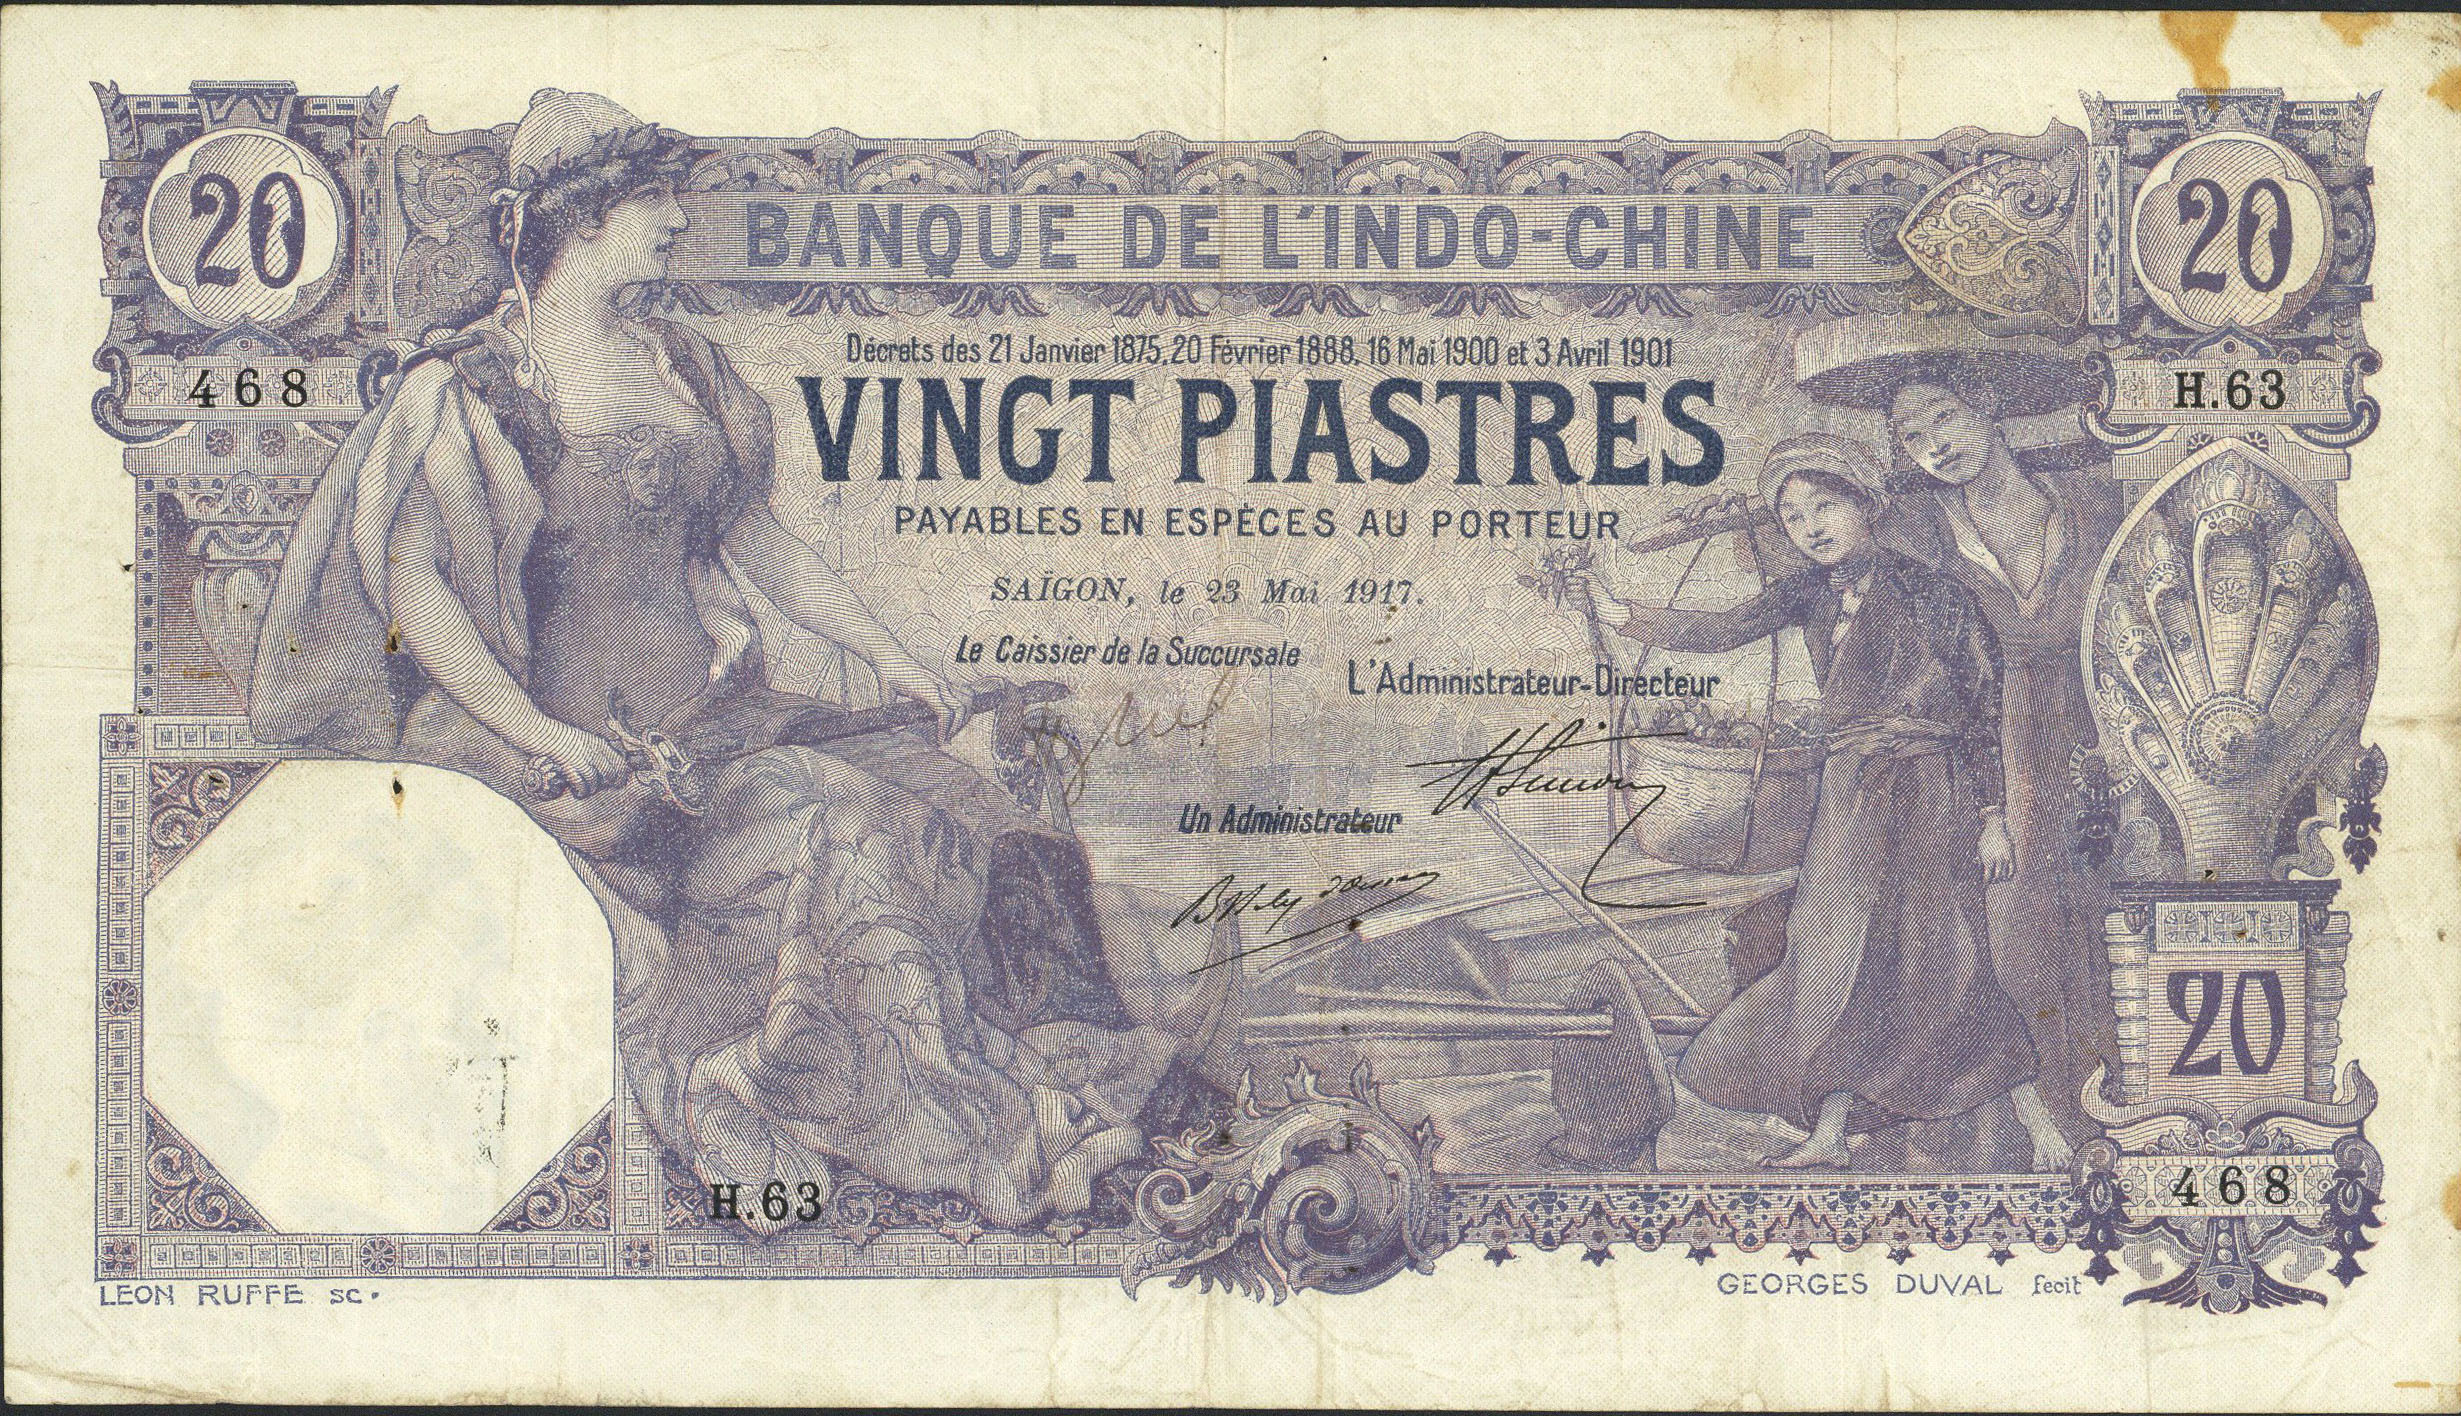 20
20
BANQUE DE L'INDO-CHINE
468
H.63
Décrets des 21 Janvier 1875, 20 Février 1888, 16 Mai 1900 et 3 Avril 1901
VINGT PIASTRES
PAYABLES EN ESPÈCES AU PORTEUR
SAÏGON, le 23 Mai 1917.
Le Caissier de la Succursale
L'Administrateur-Directeur
Un Administrateur
20
H.63
468
LEON RUFFE sc.
GEORGES DUVAL fecit